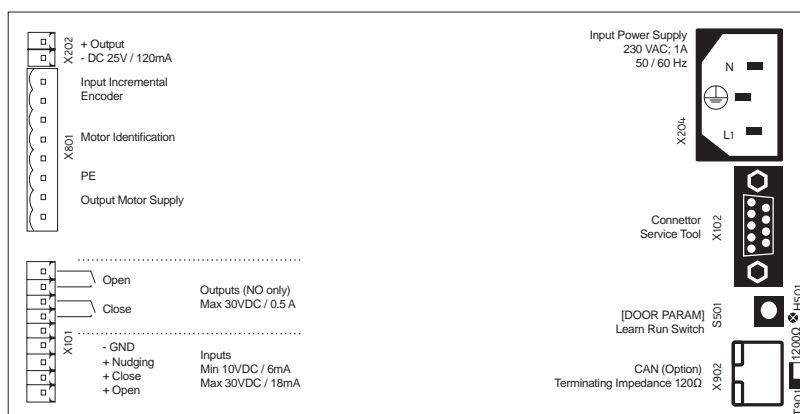 X202
+ Output
- DC 25V / 120mA
X801
Input Incremental
Encoder
Motor Identification
PE
Output Motor Supply
X101
Open
Close
Outputs (NO only)
Max 30VDC / 0.5 A
- GND
+ Nudging
+ Close
+ Open
Inputs
Min 10VDC / 6mA
Max 30VDC / 18mA
Input Power Supply
230 VAC; 1A
50 / 60 Hz
X204
N
L1
Connettor
Service Tool
X102
[DOOR PARAM]
Learn Run Switch
S501
H501
CAN (Option)
Terminating Impedance 120Ω
X902
1200Ω